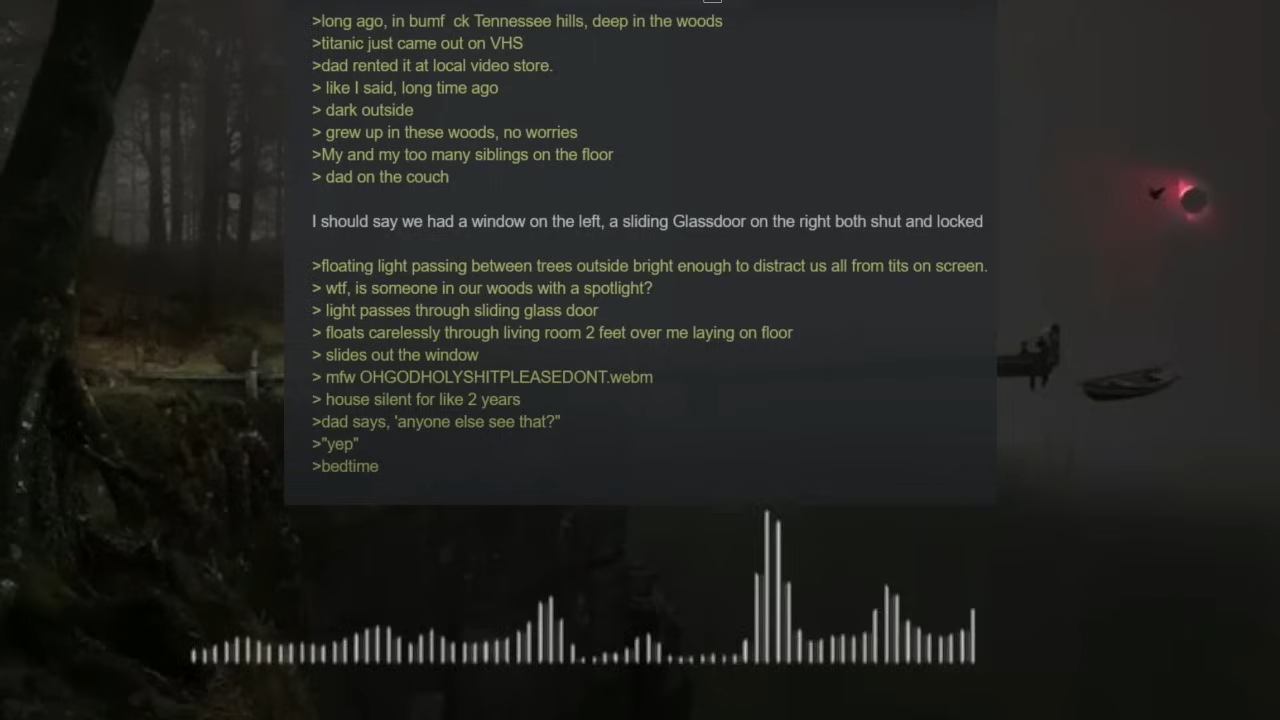 >long ago, in bumf  ck Tennessee hills, deep in the woods
>titanic just came out on VHS
>dad rented it at local video store.
> like I said, long time ago
> dark outside
> grew up in these woods, no worries
>My and my too many siblings on the floor
> dad on the couch
I should say we had a window on the left, a sliding Glassdoor on the right both shut and locked
>floating light passing between trees outside bright enough to distract us all from tits on screen.
> wtf, is someone in our woods with a spotlight?
> light passes through sliding glass door
> floats carelessly through living room 2 feet over me laying on floor
> slides out the window
> mfw OHGODHOLYSHITPLEASEDONT.webm
> house silent for like 2 years
>dad says, 'anyone else see that?"
>"yep"
>bedtime